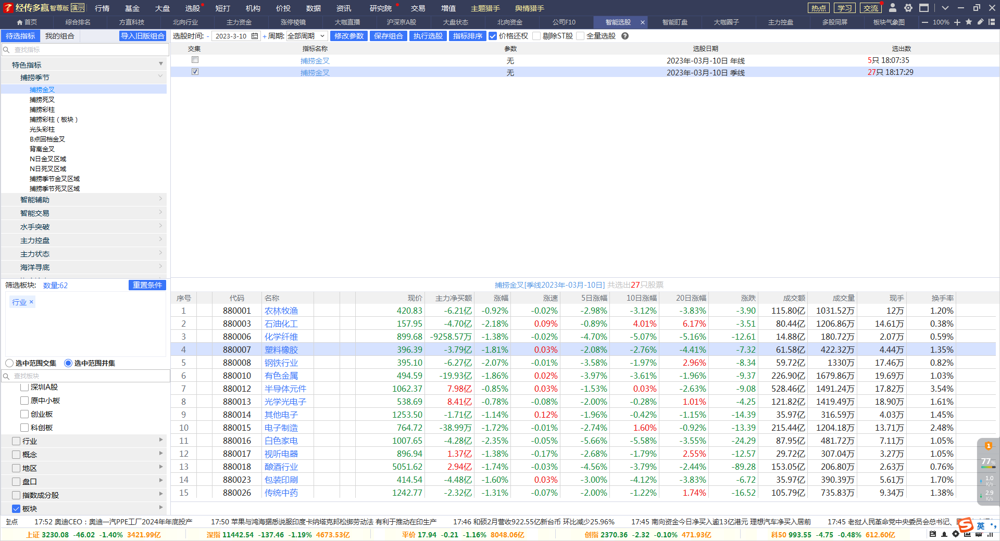 经传多赢 智尊版 演示 行情 基金 大盘 选股 短打 机构 价投 数据 资讯 研究院 交易 增值 主题猎手 舆情猎手 热点 学习 交流
首页 综合排名 方直科技 北向行业 主力资金 涨停棱镜 大咖直播 沪深京A股 大盘状态 北向资金 公司F10 智能选股 × 智能盯盘 大咖圈子 主力控盘 多股同屏 板块气象图 100%
待选指标 我的组合 导入旧版组合 选股时间: - 2023-3-10 + 周期: 全部周期 修改参数 保存组合 执行选股 指标排序 价格还权 剔除ST股 全量选股 ?
查找指标
交集 指标名称 参数 选股日期 选出数
捕捞金叉 无 2023年-03月-10日 年线 5只 18:07:35
捕捞金叉 无 2023年-03月-10日 季线 27只 18:17:29
特色指标
捕捞季节
捕捞金叉
捕捞死叉
捕捞彩柱
捕捞彩柱（板块）
光头彩柱
B点回档金叉
背离金叉
N日金叉区域
N日死叉区域
捕捞季节金叉区域
捕捞季节死叉区域
智能辅助
智能交易
水手突破
主力控盘
主力状态
海洋寻底
筛选板块: 数量:62 重置条件
行业 ×
选中范围交集 选中范围并集
查找板块
深圳A股
原中小板
创业板
科创板
行业
概念
地区
盘口
指数成分股
板块
捕捞金叉[季线2023年-03月-10日] 共选出27只股票
序号 代码 名称 现价 主力净买额 涨幅 涨速 5日涨幅 10日涨幅 20日涨幅 涨跌 成交额 成交量 现手 换手率
1 880001 农林牧渔 420.83 -6.21亿 -0.92% -0.02% -2.98% -3.12% -3.83% -3.90 115.80亿 1031.52万 12万 1.20%
2 880003 石油化工 157.95 -4.70亿 -2.18% 0.09% -0.89% 4.01% 6.17% -3.51 80.44亿 1206.86万 14.61万 0.38%
3 880006 化学纤维 899.68 -9258.57万 -1.38% -0.02% -4.70% -5.07% -5.16% -12.61 14.88亿 180.72万 2.07万 0.59%
4 880007 塑料橡胶 396.39 -3.79亿 -1.81% 0.03% -2.08% -2.76% -4.41% -7.32 61.58亿 422.32万 4.44万 1.35%
5 880008 钢铁行业 395.10 -6.27亿 -2.07% -0.01% -3.58% -1.97% 2.96% -8.34 59.72亿 1330万 17.46万 0.82%
6 880010 有色金属 494.59 -19.93亿 -1.86% 0.02% -3.97% -3.61% -1.96% -9.37 226.90亿 1679.86万 19.69万 1.03%
7 880012 半导体元件 1062.37 7.98亿 -0.85% 0.03% -1.53% 0.03% -2.63% -9.08 528.46亿 1491.24万 17.82万 3.54%
8 880013 光学光电子 538.69 8.41亿 -0.78% -0.08% -2.00% -0.28% 1.01% -4.25 121.82亿 1419.49万 18.90万 1.61%
9 880014 其他电子 1253.50 -1.71亿 -1.14% 0.12% -1.96% -0.42% -1.15% -14.39 35.97亿 316.59万 4.03万 1.45%
10 880015 电子制造 764.72 -38.99万 -1.72% -0.01% -2.74% 1.60% -0.92% -13.39 215.44亿 1204.18万 13.71万 2.48%
11 880016 白色家电 1007.65 -4.28亿 -2.35% -0.05% -5.66% -5.58% -3.55% -24.29 87.95亿 481.72万 7.11万 1.05%
12 880017 视听电器 896.94 1.37亿 -1.38% -0.17% -2.68% -1.79% 2.55% -12.57 29.72亿 307.04万 3.27万 1.05%
13 880018 酿酒行业 5051.62 2.94亿 -1.74% -0.03% -4.56% -3.79% -2.44% -89.28 153.05亿 206.80万 2.63万 0.76%
14 880023 包装印刷 414.54 -4.48亿 -1.60% 0.03% -3.00% -4.12% -3.83% -6.72 35.97亿 390.39万 5.61万 1.70%
15 880026 传统中药 1242.77 -2.32亿 -1.31% -0.07% -2.00% -1.22% 1.74% -16.52 105.79亿 735.83万 9.34万 1.38%
1
77%
1.0
K/s
2.9
K/s
定点 17:52 奥迪CEO：奥迪一汽PPE工厂2024年年底投产 17:50 苹果与鸿海据悉说服印度卡纳塔克邦松绑劳动法 有利于推动在印生产 17:46 和硕2月营收922.55亿新台币 环比减少25.96% 17:45 南向资金今日净买入逾13亿港元 理想汽车净买入居前 17:45 老挝人民革命党中央委员会总书记、
上证 3230.08 -46.02 -1.40% 3421.99亿 深指 11442.54 -137.46 -1.19% 4673.53亿 平价 17.94 -0.21 -1.16% 8048.06亿 创指 2370.36 -2.32 -0.10% 471.93亿 科50 993.55 -4.75 -0.48% 612.60亿
S 英